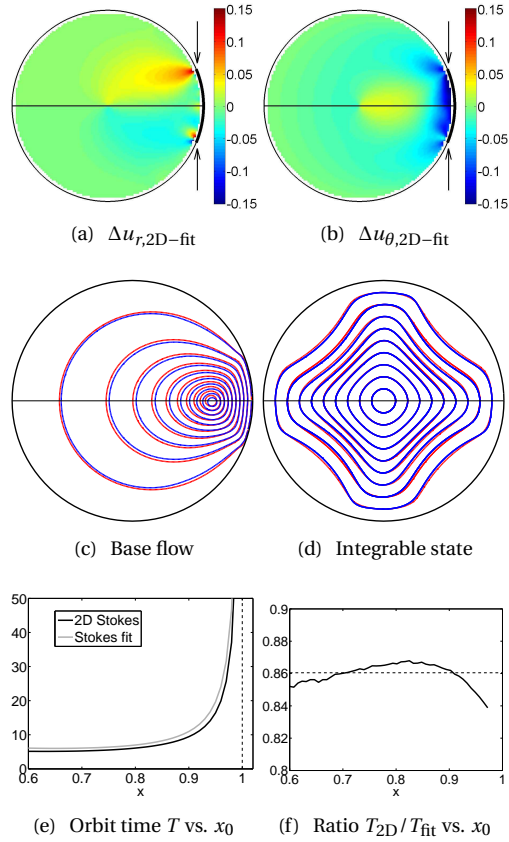 0.15
0.10
0.05
0
-0.05
-0.10
-0.15
0.15
0.10
0.05
0
-0.05
-0.10
-0.15
(a) Δu_{r,2D−fit}
(b) Δu_{θ,2D−fit}
(c) Base flow
(d) Integrable state
50
40
30
20
10
0
2D Stokes
Stokes fit
0.6 0.7 0.8 0.9 1
x
0.9
0.88
0.86
0.84
0.82
0.8
0.6 0.7 0.8 0.9 1
x
(e) Orbit time T vs. x_0
(f) Ratio T_{2D}/T_{fit} vs. x_0